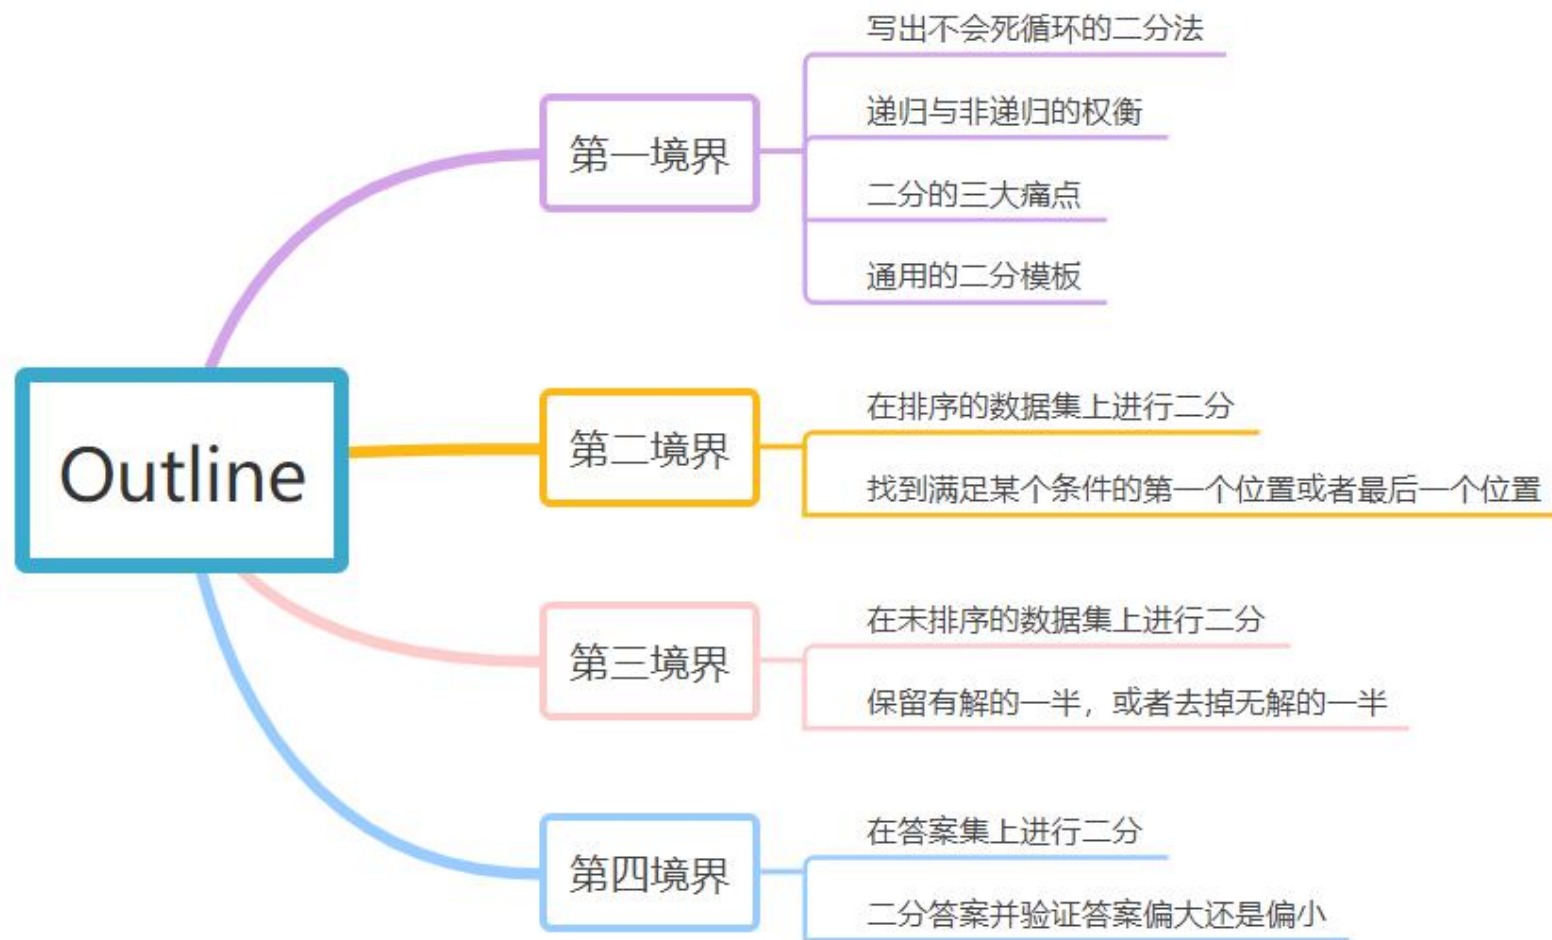 Outline
第一境界
写出不会死循环的二分法
递归与非递归的权衡
二分的三大痛点
通用的二分模板
第二境界
在排序的数据集上进行二分
找到满足某个条件的第一个位置或者最后一个位置
第三境界
在未排序的数据集上进行二分
保留有解的一半，或者去掉无解的一半
第四境界
在答案集上进行二分
二分答案并验证答案偏大还是偏小